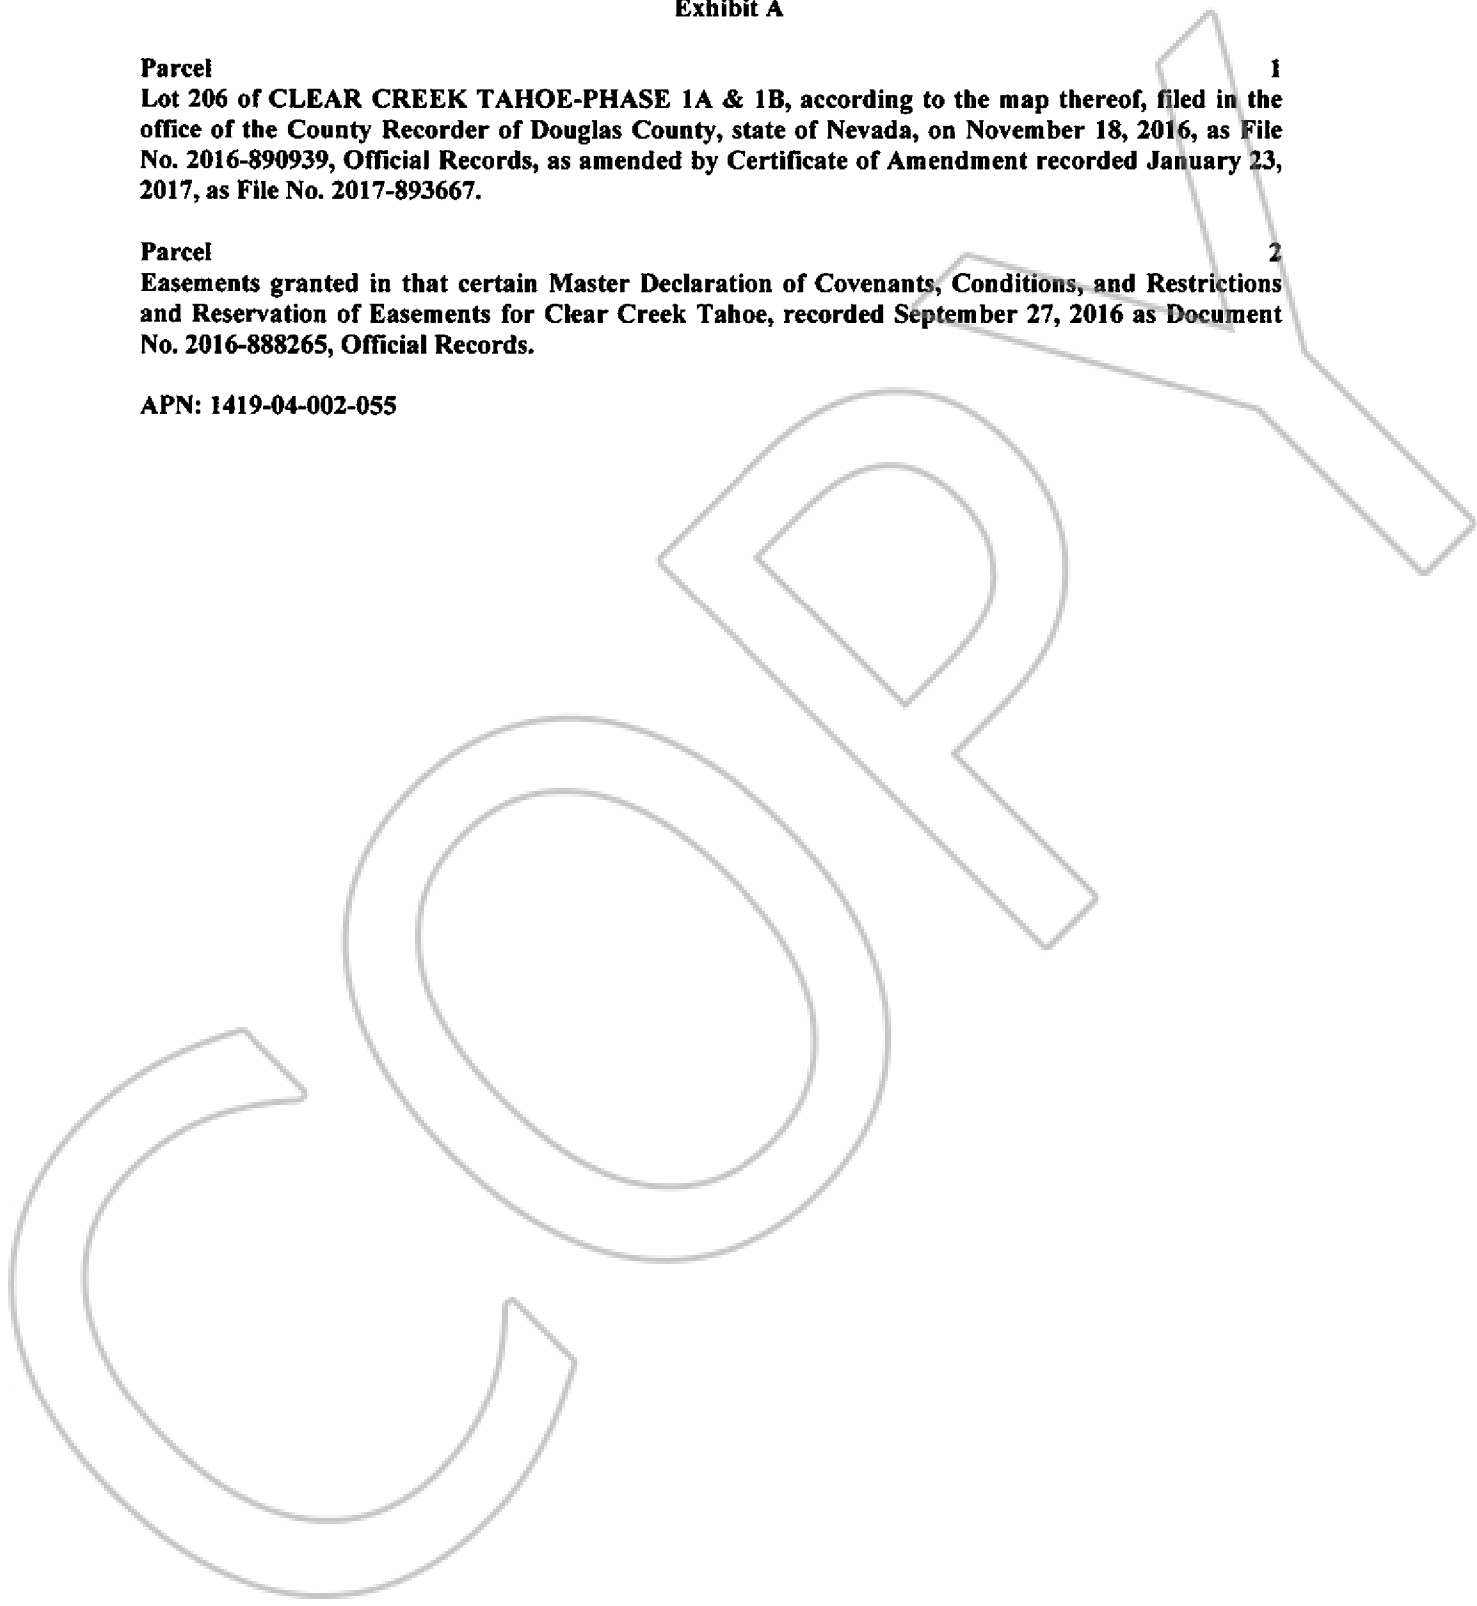 Exhibit A
Parcel 1
Lot 206 of CLEAR CREEK TAHOE-PHASE 1A & 1B, according to the map thereof, filed in the
office of the County Recorder of Douglas County, state of Nevada, on November 18, 2016, as File
No. 2016-890939, Official Records, as amended by Certificate of Amendment recorded January 23,
2017, as File No. 2017-893667.
Parcel 2
Easements granted in that certain Master Declaration of Covenants, Conditions, and Restrictions
and Reservation of Easements for Clear Creek Tahoe, recorded September 27, 2016 as Document
No. 2016-888265, Official Records.
APN: 1419-04-002-055
COPY